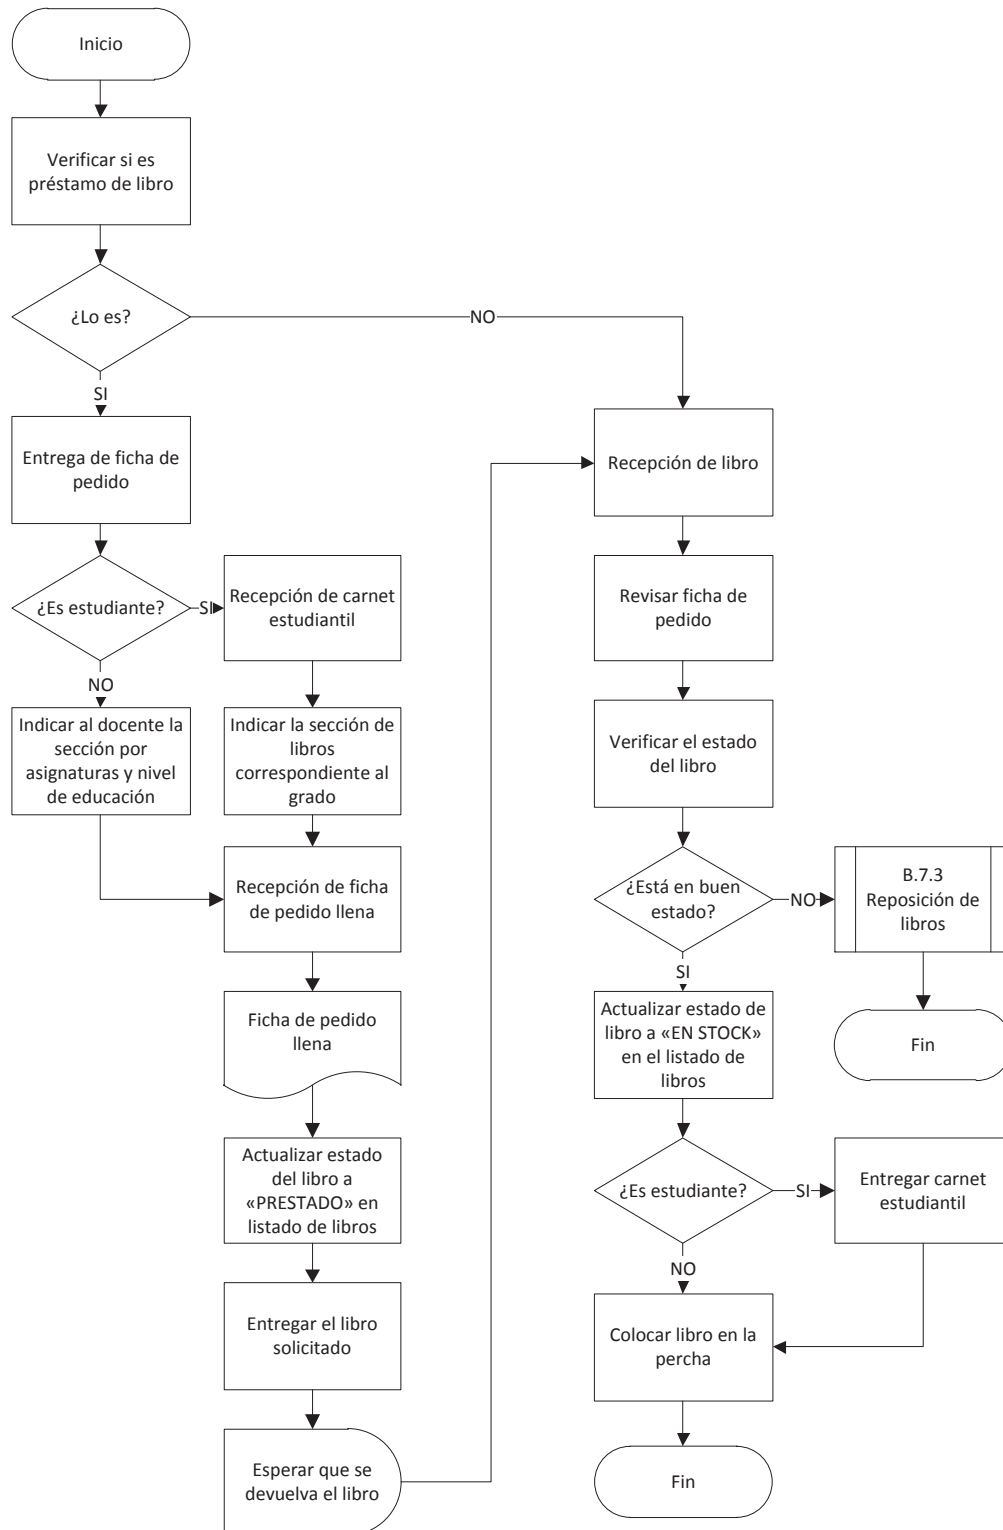 Inicio
Verificar si es
préstamo de libro
¿Lo es?
NO
SI
Entrega de ficha de
pedido
¿Es estudiante?
SI
Recepción de carnet
estudiantil
NO
Indicar al docente la
sección por
asignaturas y nivel
de educación
Indicar la sección de
libros
correspondiente al
grado
Recepción de ficha
de pedido llena
Ficha de pedido
llena
Actualizar estado
del libro a
«PRESTADO» en
listado de libros
Entregar el libro
solicitado
Esperar que se
devuelva el libro
Recepción de libro
Revisar ficha de
pedido
Verificar el estado
del libro
¿Está en buen
estado?
NO
B.7.3
Reposición de
libros
Fin
SI
Actualizar estado de
libro a «EN STOCK»
en el listado de
libros
¿Es estudiante?
SI
Entregar carnet
estudiantil
NO
Colocar libro en la
percha
Fin